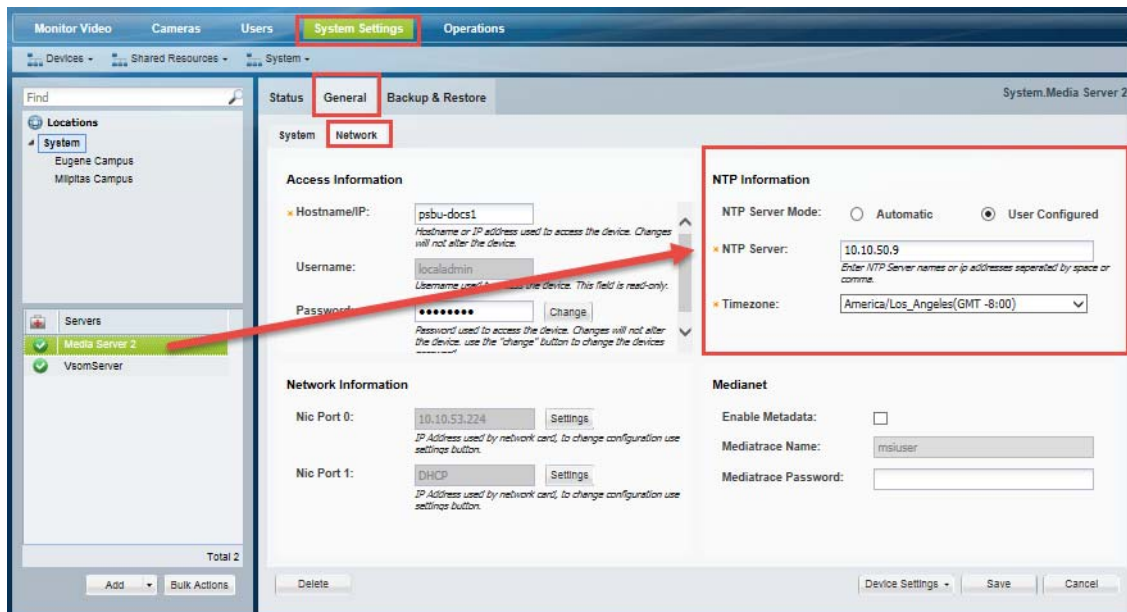 Monitor Video Cameras Users System Settings Operations
Devices Shared Resources System
Find
Locations
System
Eugene Campus
Milpitas Campus
Servers
Media Server 2
VsomServer
Total 2
Add Bulk Actions
Status General Backup & Restore
System.Media Server 2
System Network
Access Information
* Hostname/IP: psbu-docs1
Hostname or IP address used to access the device. Changes
will not alter the device.
Username: localadmin
Username used to access the device. This field is read-only.
Password: •••••••• Change
Password used to access the device. Changes will not alter
the device. use the "change" button to change the devices
NTP Information
NTP Server Mode: Automatic User Configured
* NTP Server: 10.10.50.9
Enter NTP Server names or ip addresses seperated by space or
comma.
* Timezone: America/Los_Angeles(GMT -8:00)
Network Information
Nic Port 0: 10.10.53.224 Settings
IP Address used by network card, to change configuration use
settings button.
Nic Port 1: DHCP Settings
IP Address used by network card, to change configuration use
settings button.
Medianet
Enable Metadata:
Mediatrace Name: msiuser
Mediatrace Password:
Delete Device Settings Save Cancel